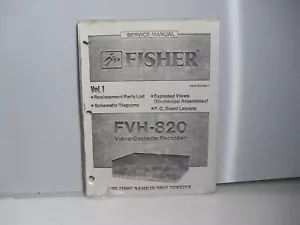 SERVICE MANUAL
FISHER
Vol. 1
• Replacement Parts List
• Schematic Diagrams
• Exploded Views
(Mechanical Assemblies)
• P. C. Board Layouts
FVH-820
Video Cassette Recorder
THE FIRST NAME IN HIGH FIDELITY